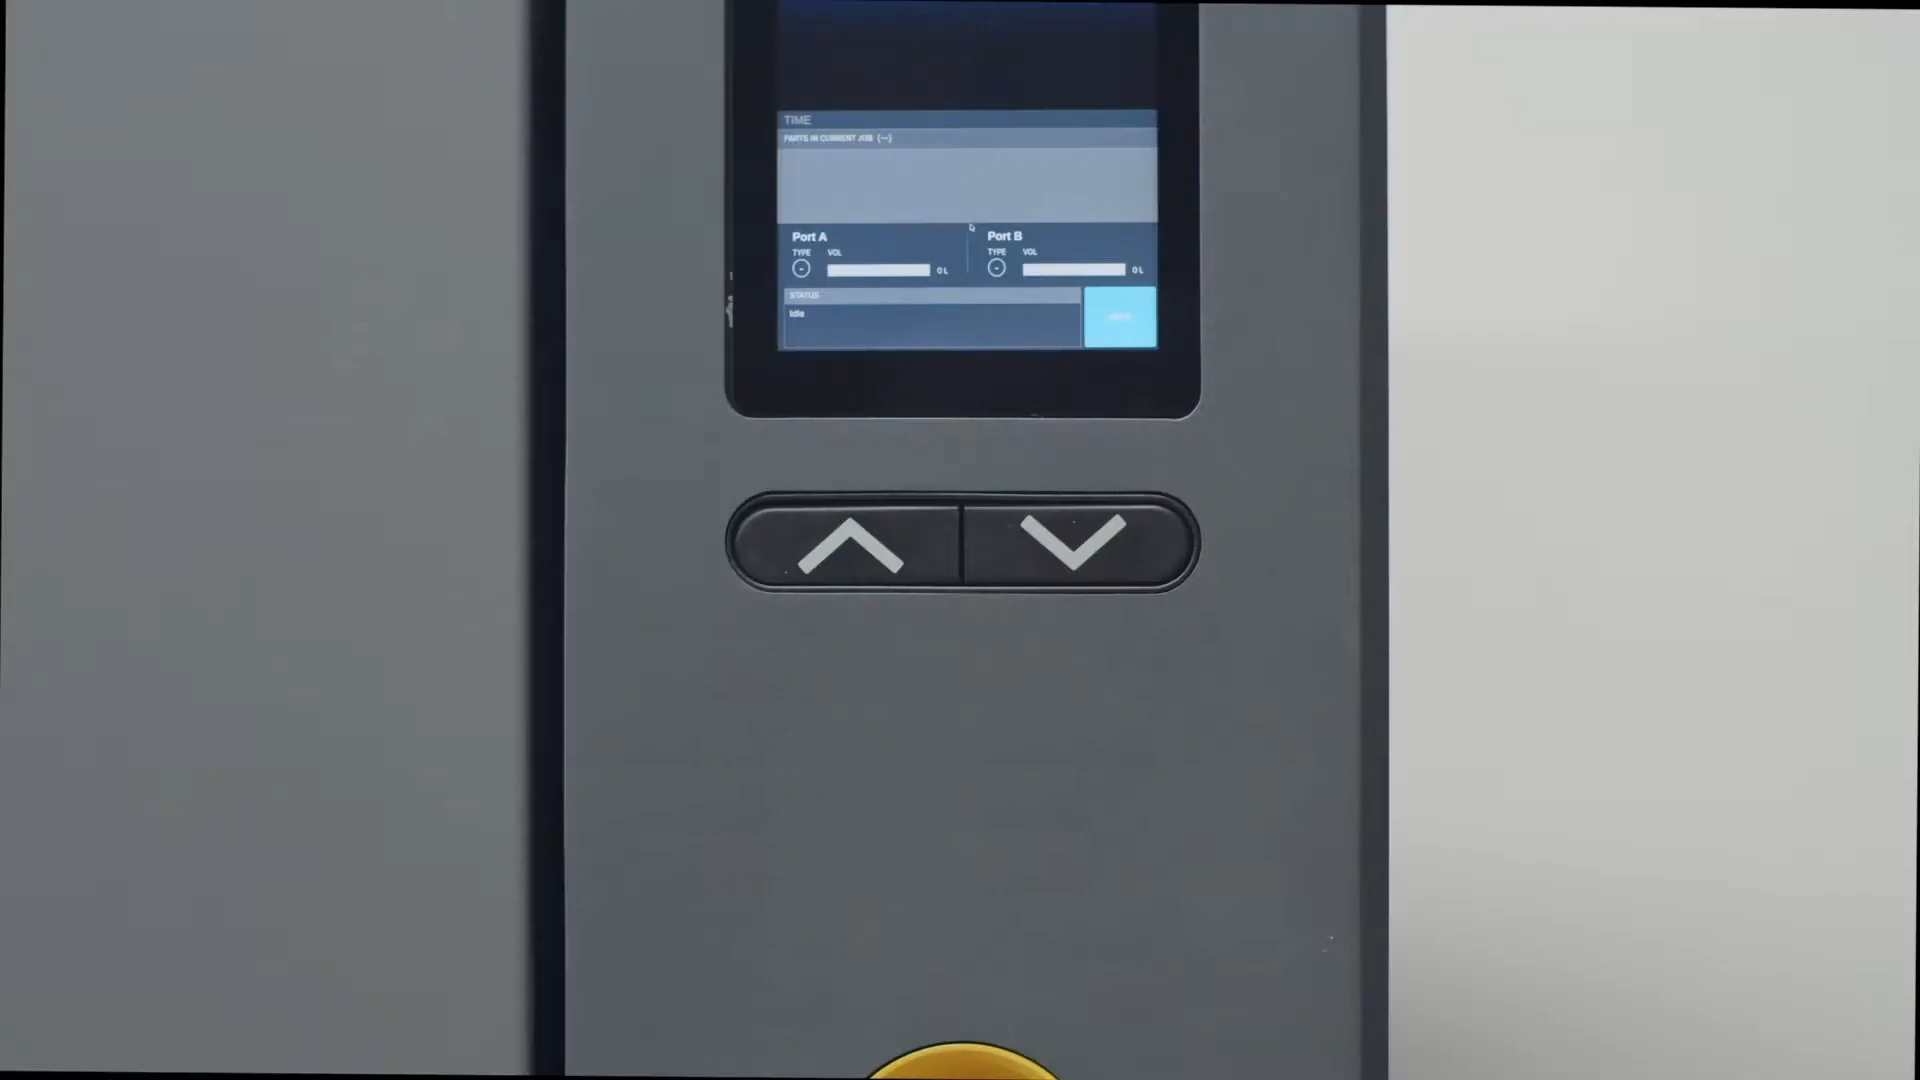 TIME
PARTS IN CURRENT JOB (--)
Port A
TYPE VOL
- 0 L
Port B
TYPE VOL
- 0 L
STATUS
Idle